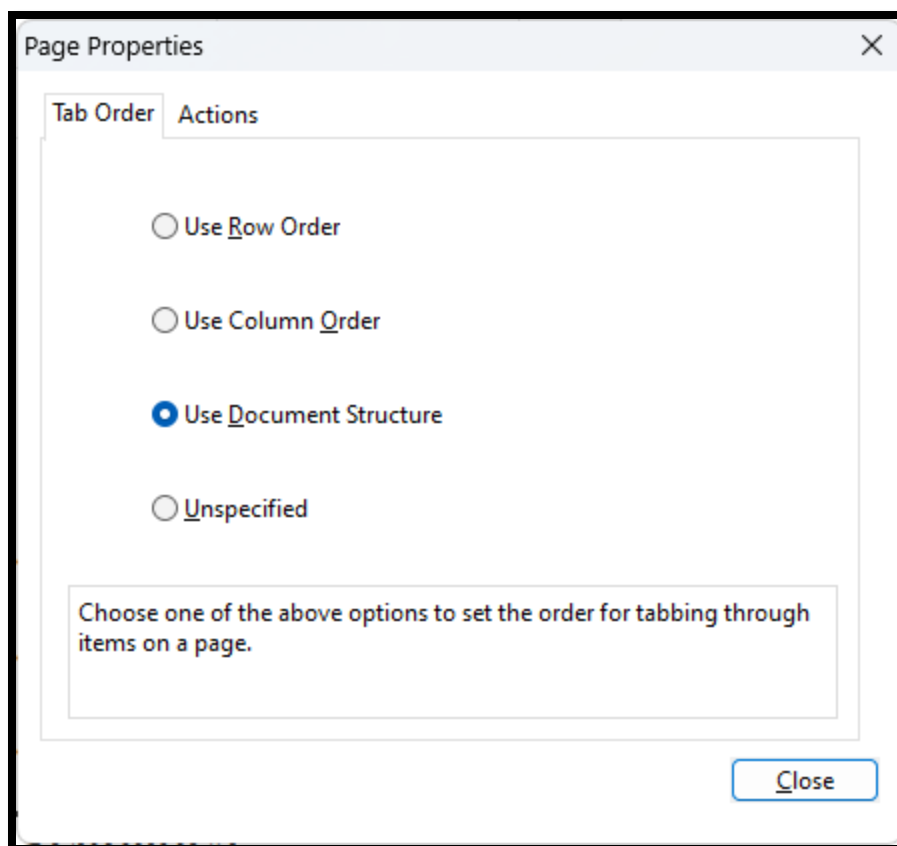 Page Properties
Tab Order Actions
Use Row Order
Use Column Order
Use Document Structure
Unspecified
Choose one of the above options to set the order for tabbing through
items on a page.
Close